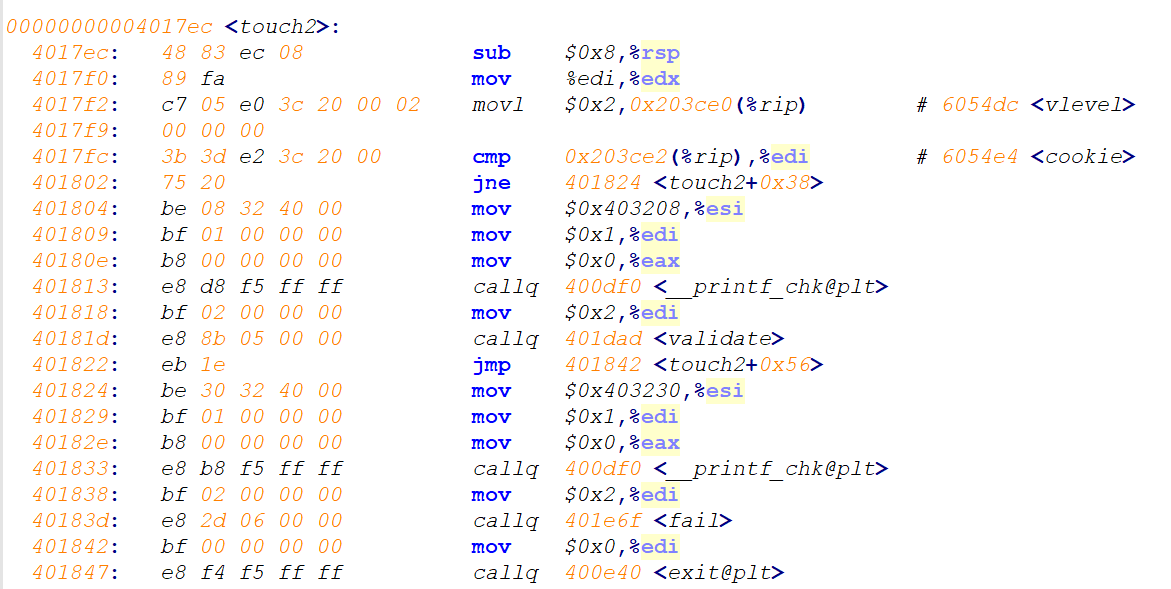 00000000004017ec <touch2>:
4017ec: 48 83 ec 08 sub $0x8,%rsp
4017f0: 89 fa mov %edi,%edx
4017f2: c7 05 e0 3c 20 00 02 movl $0x2,0x203ce0(%rip) # 6054dc <vlevel>
4017f9: 00 00 00
4017fc: 3b 3d e2 3c 20 00 cmp 0x203ce2(%rip),%edi # 6054e4 <cookie>
401802: 75 20 jne 401824 <touch2+0x38>
401804: be 08 32 40 00 mov $0x403208,%esi
401809: bf 01 00 00 00 mov $0x1,%edi
40180e: b8 00 00 00 00 mov $0x0,%eax
401813: e8 d8 f5 ff ff callq 400df0 <__printf_chk@plt>
401818: bf 02 00 00 00 mov $0x2,%edi
40181d: e8 8b 05 00 00 callq 401dad <validate>
401822: eb 1e jmp 401842 <touch2+0x56>
401824: be 30 32 40 00 mov $0x403230,%esi
401829: bf 01 00 00 00 mov $0x1,%edi
40182e: b8 00 00 00 00 mov $0x0,%eax
401833: e8 b8 f5 ff ff callq 400df0 <__printf_chk@plt>
401838: bf 02 00 00 00 mov $0x2,%edi
40183d: e8 2d 06 00 00 callq 401e6f <fail>
401842: bf 00 00 00 00 mov $0x0,%edi
401847: e8 f4 f5 ff ff callq 400e40 <exit@plt>